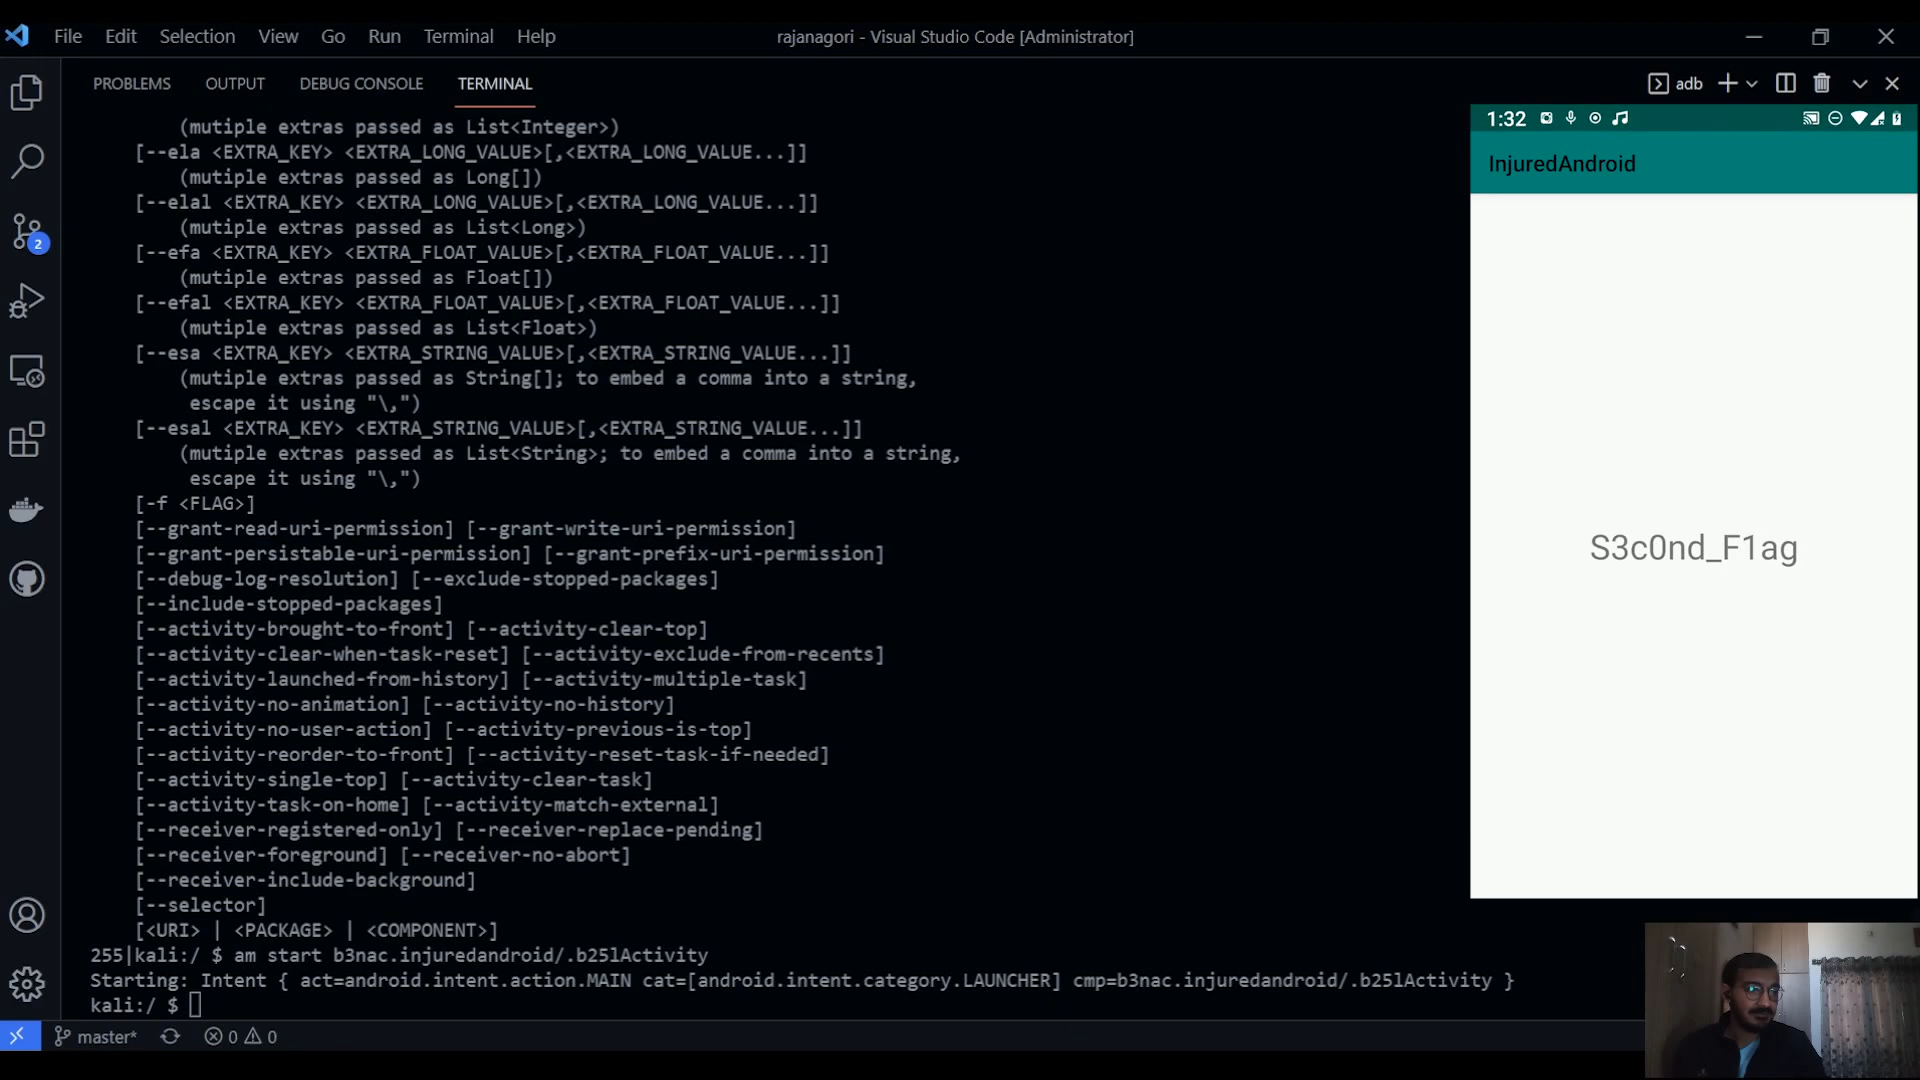 File Edit Selection View Go Run Terminal Help
rajanagori - Visual Studio Code [Administrator]
PROBLEMS OUTPUT DEBUG CONSOLE TERMINAL
adb
(mutiple extras passed as List<Integer>)
[--ela <EXTRA_KEY> <EXTRA_LONG_VALUE>[,<EXTRA_LONG_VALUE...]]
(mutiple extras passed as Long[])
[--elal <EXTRA_KEY> <EXTRA_LONG_VALUE>[,<EXTRA_LONG_VALUE...]]
(mutiple extras passed as List<Long>)
[--efa <EXTRA_KEY> <EXTRA_FLOAT_VALUE>[,<EXTRA_FLOAT_VALUE...]]
(mutiple extras passed as Float[])
[--efal <EXTRA_KEY> <EXTRA_FLOAT_VALUE>[,<EXTRA_FLOAT_VALUE...]]
(mutiple extras passed as List<Float>)
[--esa <EXTRA_KEY> <EXTRA_STRING_VALUE>[,<EXTRA_STRING_VALUE...]]
(mutiple extras passed as String[]; to embed a comma into a string,
escape it using "\,")
[--esal <EXTRA_KEY> <EXTRA_STRING_VALUE>[,<EXTRA_STRING_VALUE...]]
(mutiple extras passed as List<String>; to embed a comma into a string,
escape it using "\,")
[-f <FLAG>]
[--grant-read-uri-permission] [--grant-write-uri-permission]
[--grant-persistable-uri-permission] [--grant-prefix-uri-permission]
[--debug-log-resolution] [--exclude-stopped-packages]
[--include-stopped-packages]
[--activity-brought-to-front] [--activity-clear-top]
[--activity-clear-when-task-reset] [--activity-exclude-from-recents]
[--activity-launched-from-history] [--activity-multiple-task]
[--activity-no-animation] [--activity-no-history]
[--activity-no-user-action] [--activity-previous-is-top]
[--activity-reorder-to-front] [--activity-reset-task-if-needed]
[--activity-single-top] [--activity-clear-task]
[--activity-task-on-home] [--activity-match-external]
[--receiver-registered-only] [--receiver-replace-pending]
[--receiver-foreground] [--receiver-no-abort]
[--receiver-include-background]
[--selector]
[<URI> | <PACKAGE> | <COMPONENT>]
255|kali:/ $ am start b3nac.injuredandroid/.b25lActivity
Starting: Intent { act=android.intent.action.MAIN cat=[android.intent.category.LAUNCHER] cmp=b3nac.injuredandroid/.b25lActivity }
kali:/ $
1:32
InjuredAndroid
S3c0nd_F1ag
2
master* 0 0